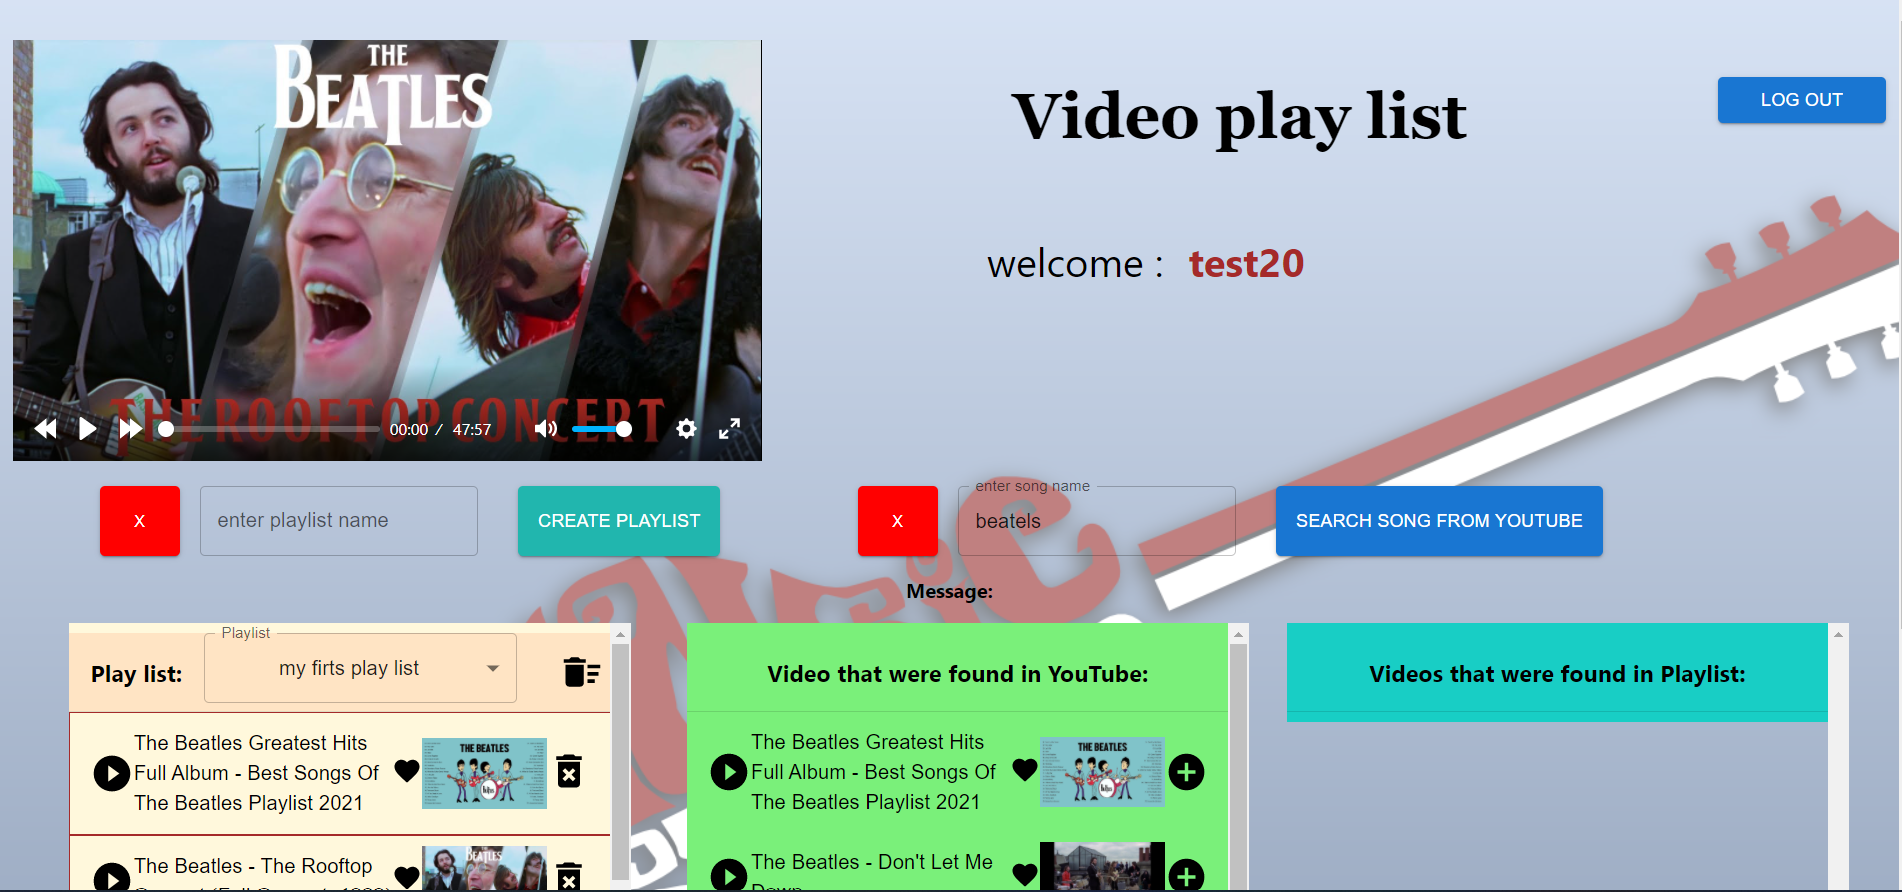 THE
BEATLES
THE ROOFTOP CONCERT
00:00 / 47:57
Video play list
LOG OUT
welcome : test20
X
enter playlist name
CREATE PLAYLIST
X
enter song name
beatels
SEARCH SONG FROM YOUTUBE
Message:
Playlist
Play list:
my firts play list
The Beatles Greatest Hits
Full Album - Best Songs Of
The Beatles Playlist 2021
THE BEATLES
The Beatles - The Rooftop
BEATLES
Video that were found in YouTube:
The Beatles Greatest Hits
Full Album - Best Songs Of
The Beatles Playlist 2021
THE BEATLES
The Beatles - Don't Let Me
Down
Videos that were found in Playlist: